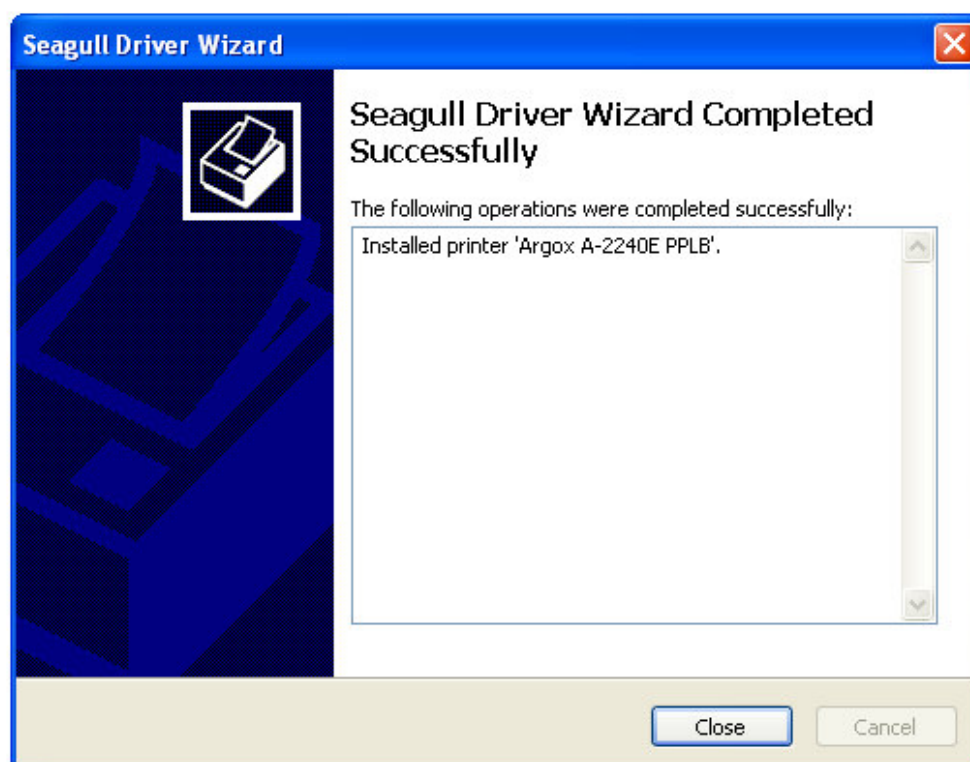 Seagull Driver Wizard
Seagull Driver Wizard Completed
Successfully
The following operations were completed successfully:
Installed printer 'Argox A-2240E PPLB'.
Close
Cancel